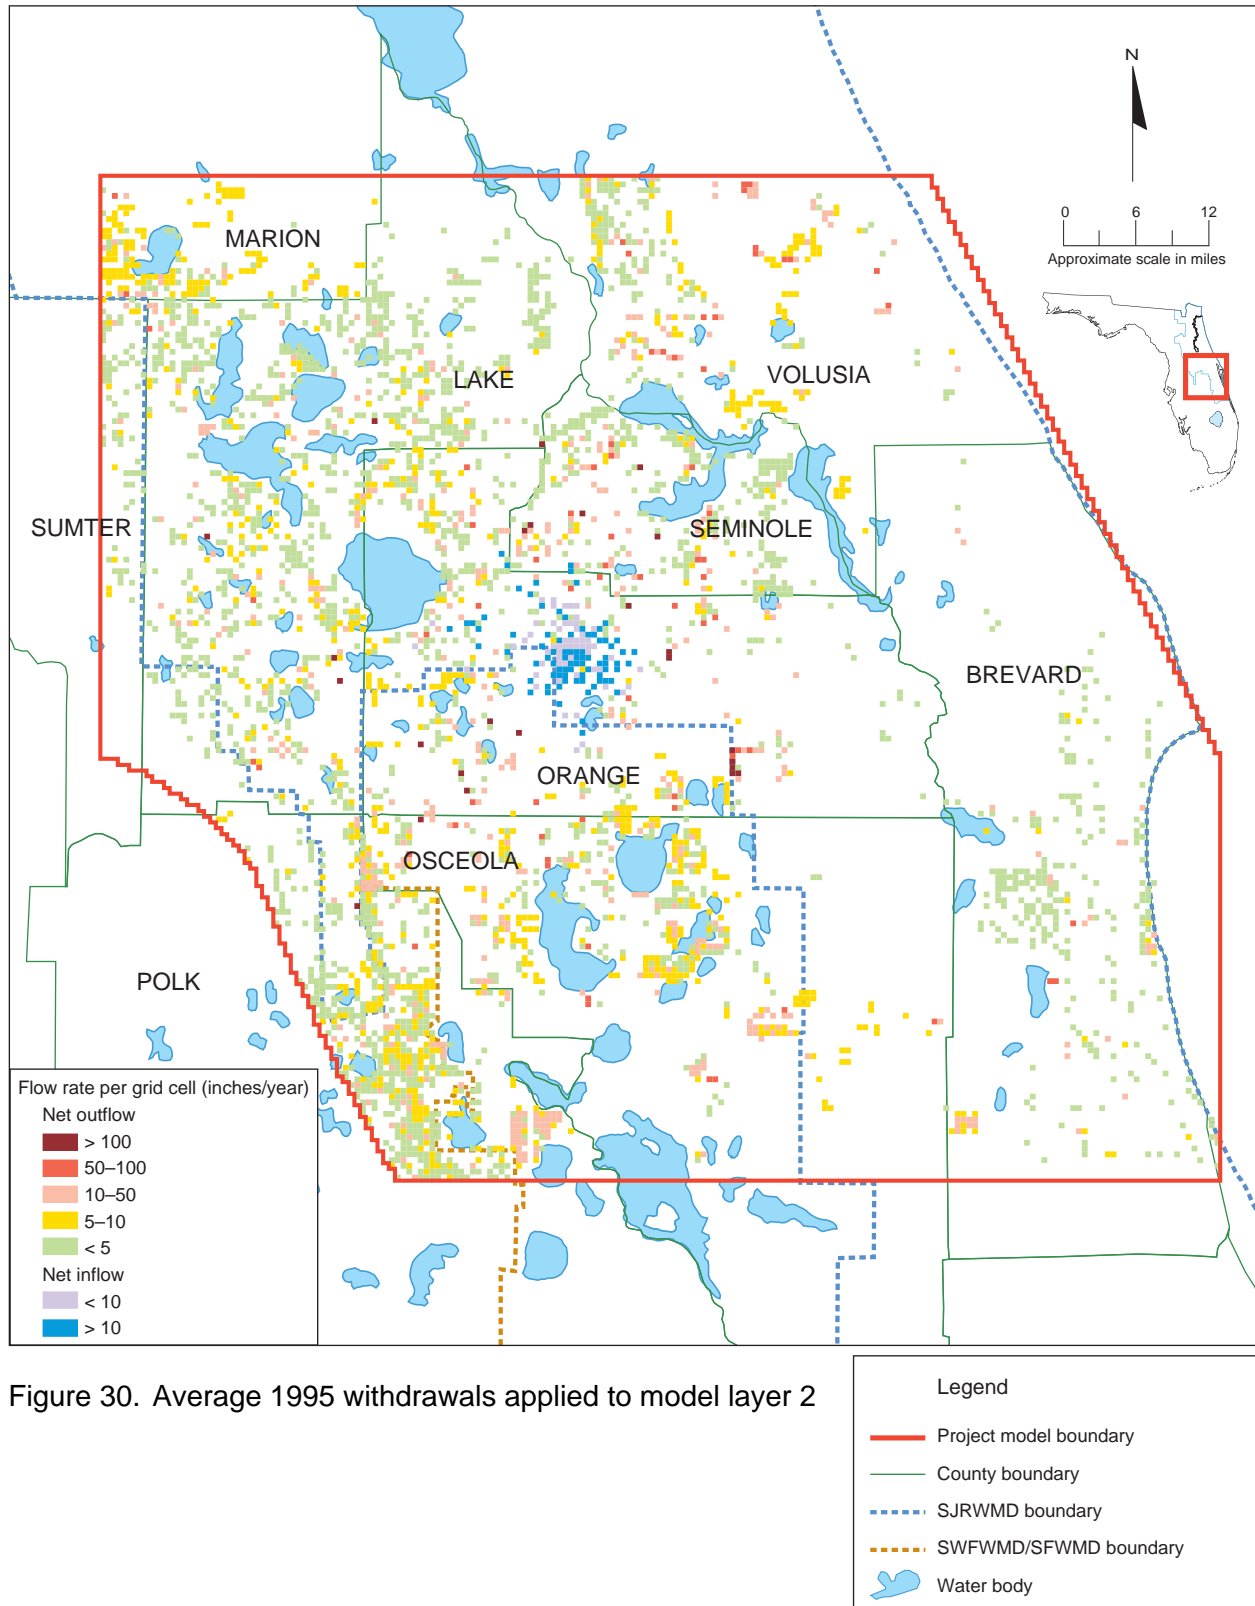 N
0 6 12
Approximate scale in miles
MARION
LAKE
VOLUSIA
SUMTER
SEMINOLE
BREVARD
ORANGE
OSCEOLA
POLK
Flow rate per grid cell (inches/year)
Net outflow
> 100
50–100
10–50
5–10
< 5
Net inflow
< 10
> 10
Figure 30. Average 1995 withdrawals applied to model layer 2
Legend
Project model boundary
County boundary
SJRWMD boundary
SWFWMD/SFWMD boundary
Water body